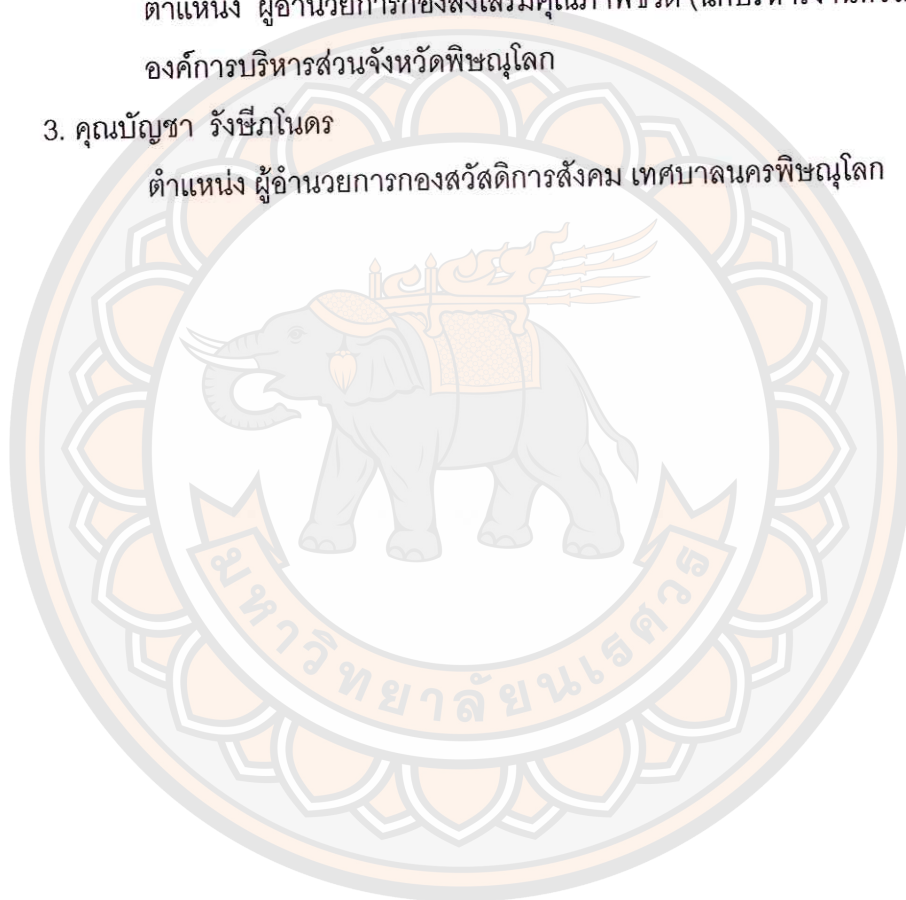 ตำแหน่ง ผู้อำนวยการกองส่งเสริมคุณภาพชีวิต
องค์การบริหารส่วนจังหวัดพิษณุโลก
3. คุณบัญชา รังษีภโนดร
ตำแหน่ง ผู้อำนวยการกองสวัสดิการสังคม เทศบาลนครพิษณุโลก
มหาวิทยาลัยนเรศวร